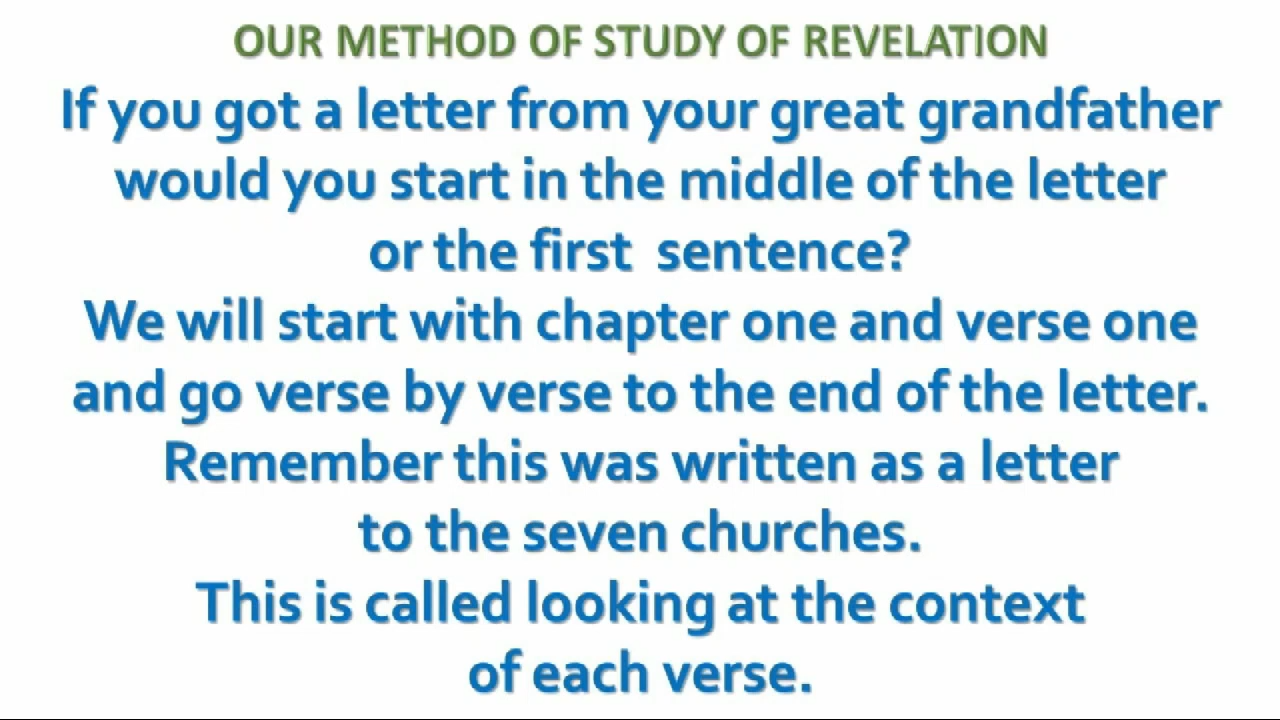 OUR METHOD OF STUDY OF REVELATION
If you got a letter from your great grandfather
would you start in the middle of the letter
or the first  sentence?
We will start with chapter one and verse one
and go verse by verse to the end of the letter.
Remember this was written as a letter
to the seven churches.
This is called looking at the context
of each verse.